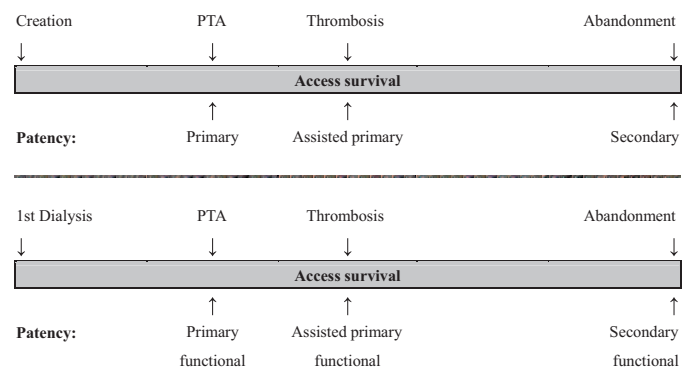 Creation PTA Thrombosis Abandonment
Access survival
Patency: Primary Assisted primary Secondary
1st Dialysis PTA Thrombosis Abandonment
Access survival
Patency: Primary Assisted primary Secondary
functional functional functional